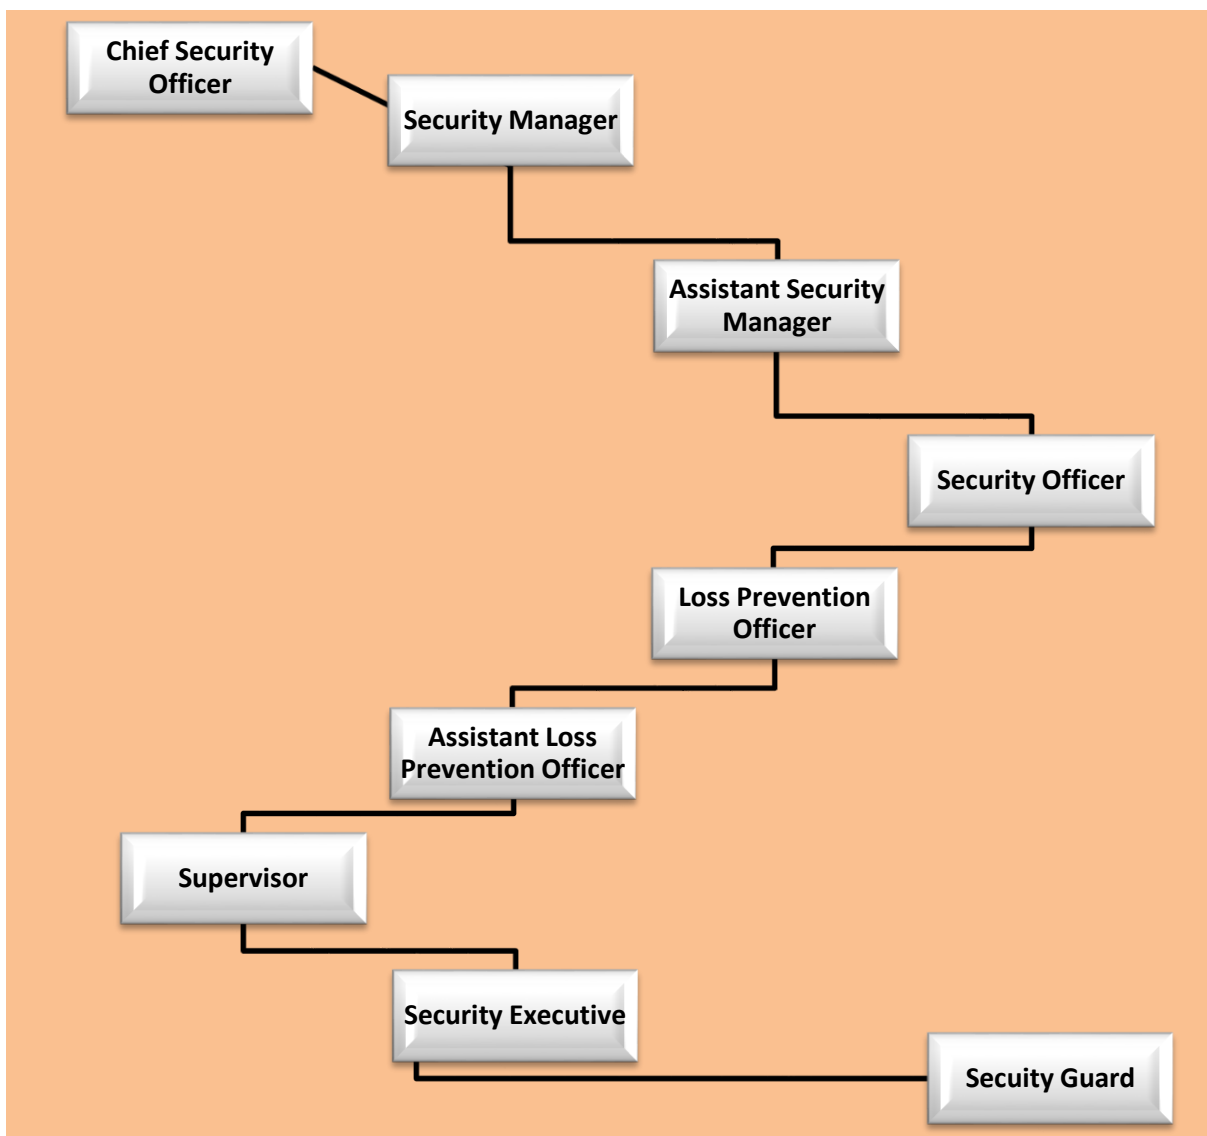 Chief Security
Officer
Security Manager
Assistant Security
Manager
Security Officer
Loss Prevention
Officer
Assistant Loss
Prevention Officer
Supervisor
Security Executive
Secuity Guard